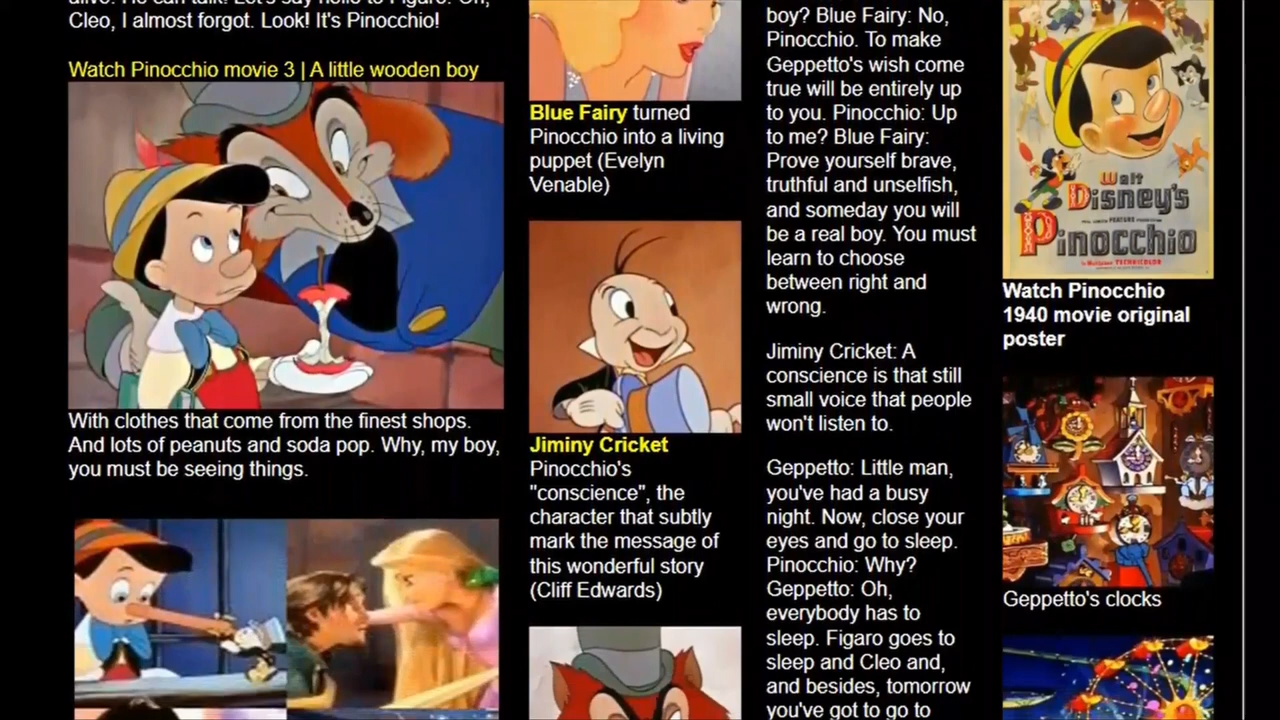 alive. He can talk! Let's say hello to Figaro. Oh,
Cleo, I almost forgot. Look! It's Pinocchio!
Watch Pinocchio movie 3 | A little wooden boy
With clothes that come from the finest shops.
And lots of peanuts and soda pop. Why, my boy,
you must be seeing things.
Blue Fairy turned
Pinocchio into a living
puppet (Evelyn
Venable)
Jiminy Cricket
Pinocchio's
"conscience", the
character that subtly
mark the message of
this wonderful story
(Cliff Edwards)
boy? Blue Fairy: No,
Pinocchio. To make
Geppetto's wish come
true will be entirely up
to you. Pinocchio: Up
to me? Blue Fairy:
Prove yourself brave,
truthful and unselfish,
and someday you will
be a real boy. You must
learn to choose
between right and
wrong.
Jiminy Cricket: A
conscience is that still
small voice that people
won't listen to.
Geppetto: Little man,
you've had a busy
night. Now, close your
eyes and go to sleep.
Pinocchio: Why?
Geppetto: Oh,
everybody has to
sleep. Figaro goes to
sleep and Cleo and,
and besides, tomorrow
you've got to go to
Walt
Disney's
Pinocchio
Watch Pinocchio
1940 movie original
poster
Geppetto's clocks